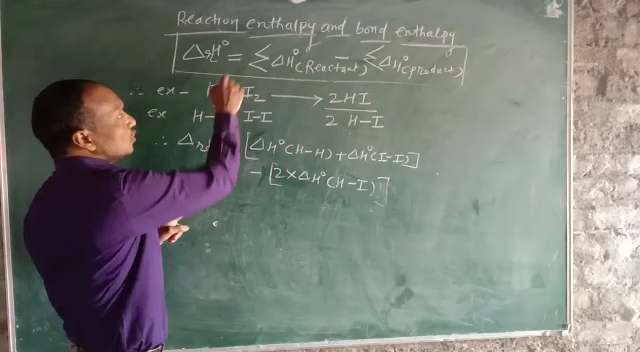 Reaction enthalpy and bond enthalpy
ΔrH° = ΣΔH°(Reactant) − ΣΔH°(product)
∴ ex- H I₂ ⟶ 2HI
ex H- I-I 2 H-I
∴ Δr [ΔH°(H-H) + ΔH°(I-I)]
- [2×ΔH°(H-I)]